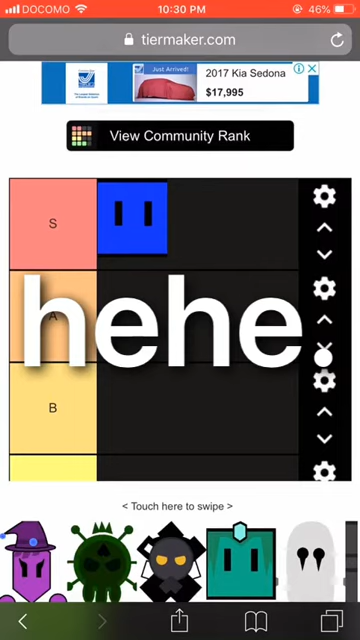 DOCOMO 10:30 PM 46%
tiermaker.com
Just Arrived!
2017 Kia Sedona
$17,995
View Community Rank
S
hehe
A
B
< Touch here to swipe >